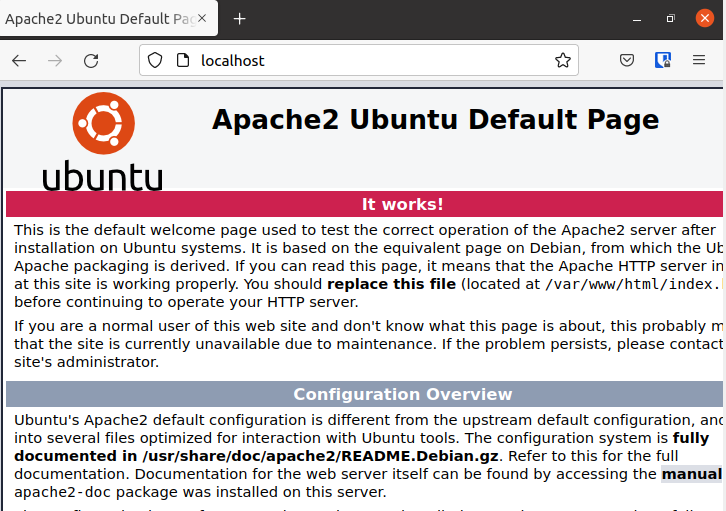 Apache2 Ubuntu Default Pag
localhost
ubuntu
Apache2 Ubuntu Default Page
It works!
This is the default welcome page used to test the correct operation of the Apache2 server after
installation on Ubuntu systems. It is based on the equivalent page on Debian, from which the Ub
Apache packaging is derived. If you can read this page, it means that the Apache HTTP server in
at this site is working properly. You should replace this file (located at /var/www/html/index.
before continuing to operate your HTTP server.
If you are a normal user of this web site and don't know what this page is about, this probably m
that the site is currently unavailable due to maintenance. If the problem persists, please contact
site's administrator.
Configuration Overview
Ubuntu's Apache2 default configuration is different from the upstream default configuration, and
into several files optimized for interaction with Ubuntu tools. The configuration system is fully
documented in /usr/share/doc/apache2/README.Debian.gz. Refer to this for the full
documentation. Documentation for the web server itself can be found by accessing the manual
apache2-doc package was installed on this server.